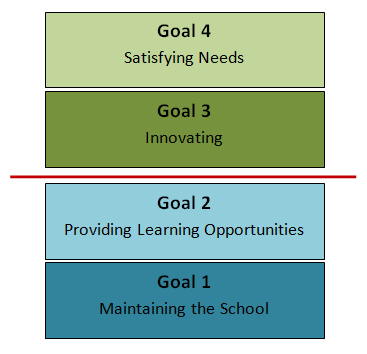 Goal 4
Satisfying Needs
Goal 3
Innovating
Goal 2
Providing Learning Opportunities
Goal 1
Maintaining the School